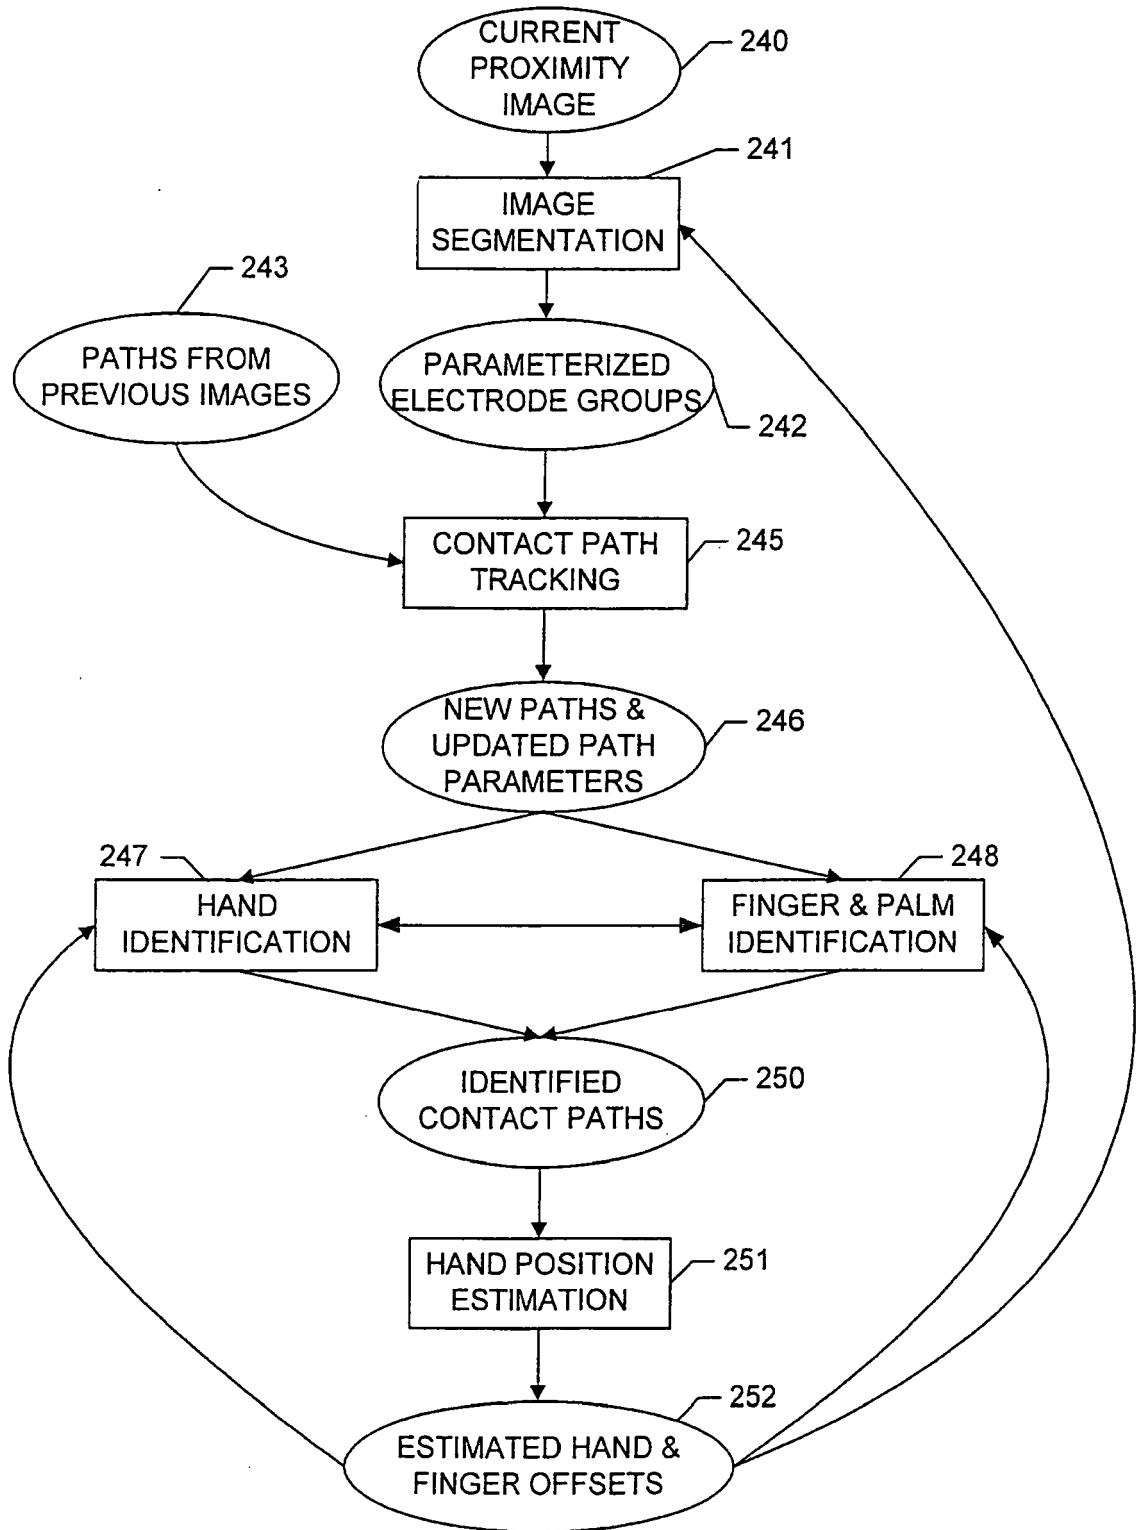 CURRENT
PROXIMITY
IMAGE
240
241
IMAGE
SEGMENTATION
243
PATHS FROM
PREVIOUS IMAGES
PARAMETERIZED
ELECTRODE GROUPS
242
CONTACT PATH
TRACKING
245
NEW PATHS &
UPDATED PATH
PARAMETERS
246
247
HAND
IDENTIFICATION
248
FINGER & PALM
IDENTIFICATION
IDENTIFIED
CONTACT PATHS
250
HAND POSITION
ESTIMATION
251
252
ESTIMATED HAND &
FINGER OFFSETS